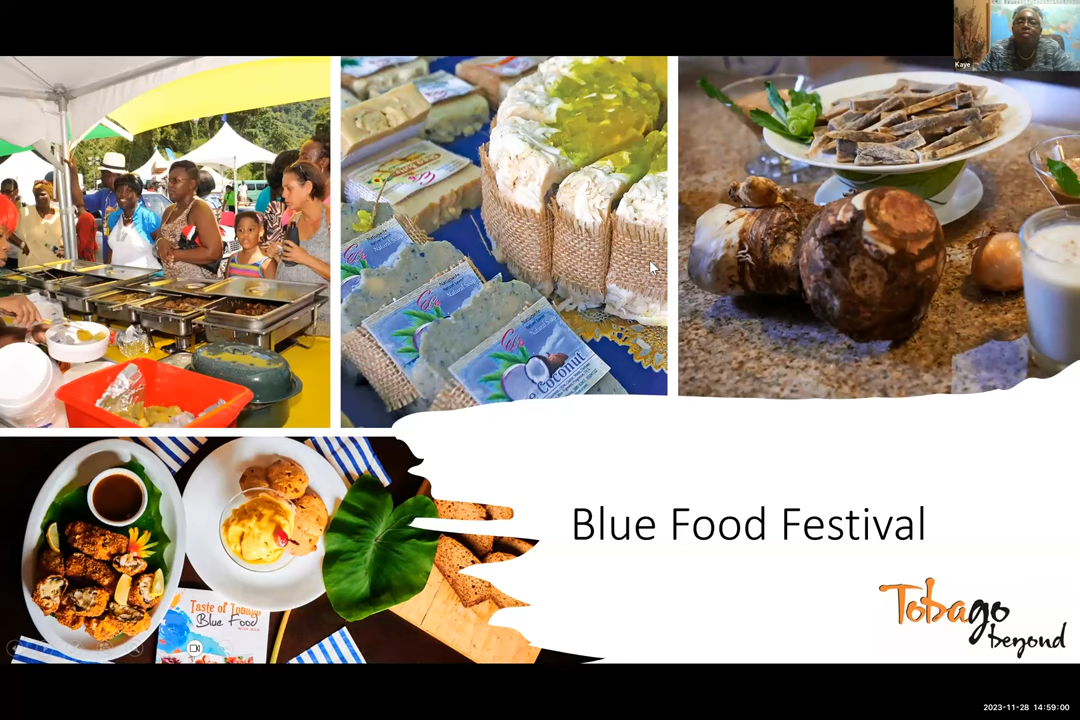 Kaye
Coconut
Taste of Tobago
Blue Food
Blue Food Festival
Tobago
beyond
2023-11-28 14:59:00